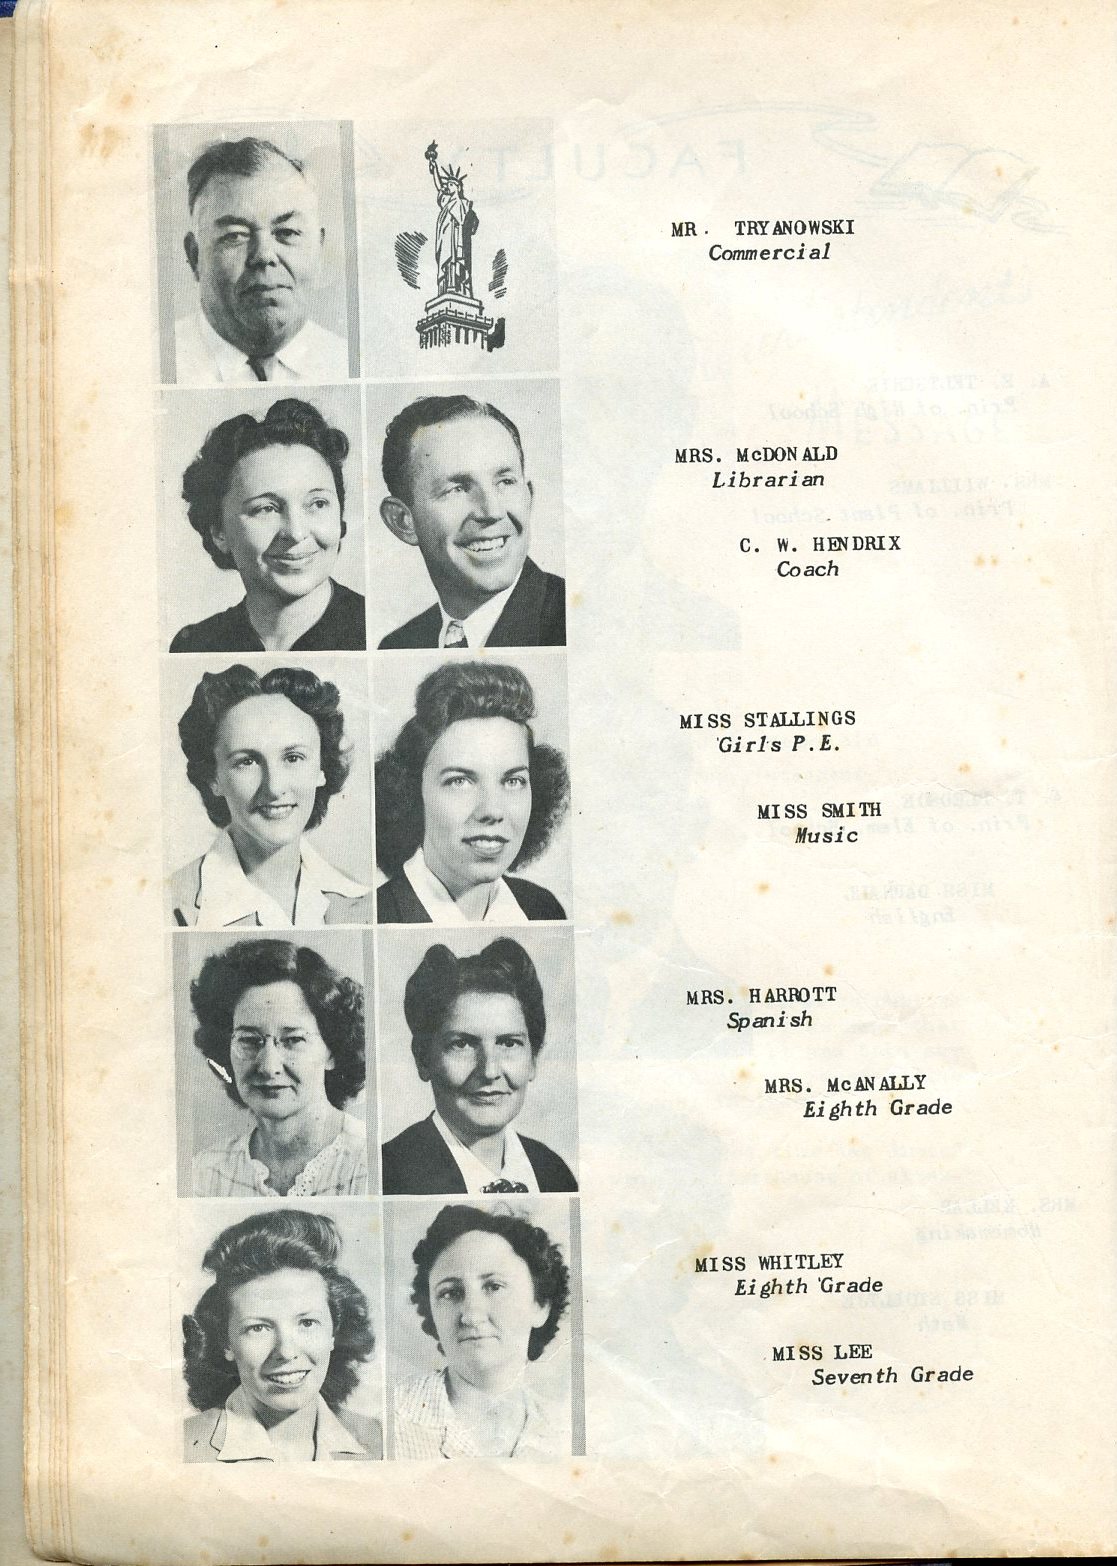 MR. TRYANOWSKI
Commercial
MRS. McDONALD
Librarian
C. W. HENDRIX
Coach
MISS STALLINGS
Girls P.E.
MISS SMITH
Music
MRS. HARROTT
Spanish
MRS. McANALLY
Eighth Grade
MISS WHITLEY
Eighth Grade
MISS LEE
Seventh Grade